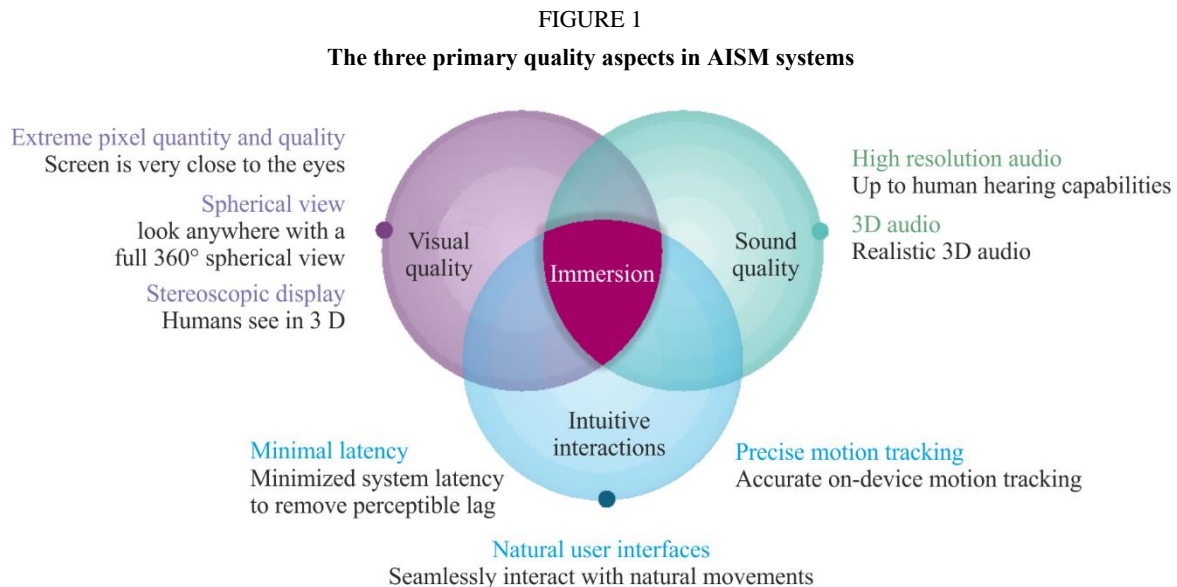 FIGURE 1
The three primary quality aspects in AISM systems
Extreme pixel quantity and quality
Screen is very close to the eyes
Spherical view
look anywhere with a
full 360° spherical view
Stereoscopic display
Humans see in 3 D
Visual
quality
Immersion
Sound
quality
High resolution audio
Up to human hearing capabilities
3D audio
Realistic 3D audio
Intuitive
interactions
Minimal latency
Minimized system latency
to remove perceptible lag
Precise motion tracking
Accurate on-device motion tracking
Natural user interfaces
Seamlessly interact with natural movements